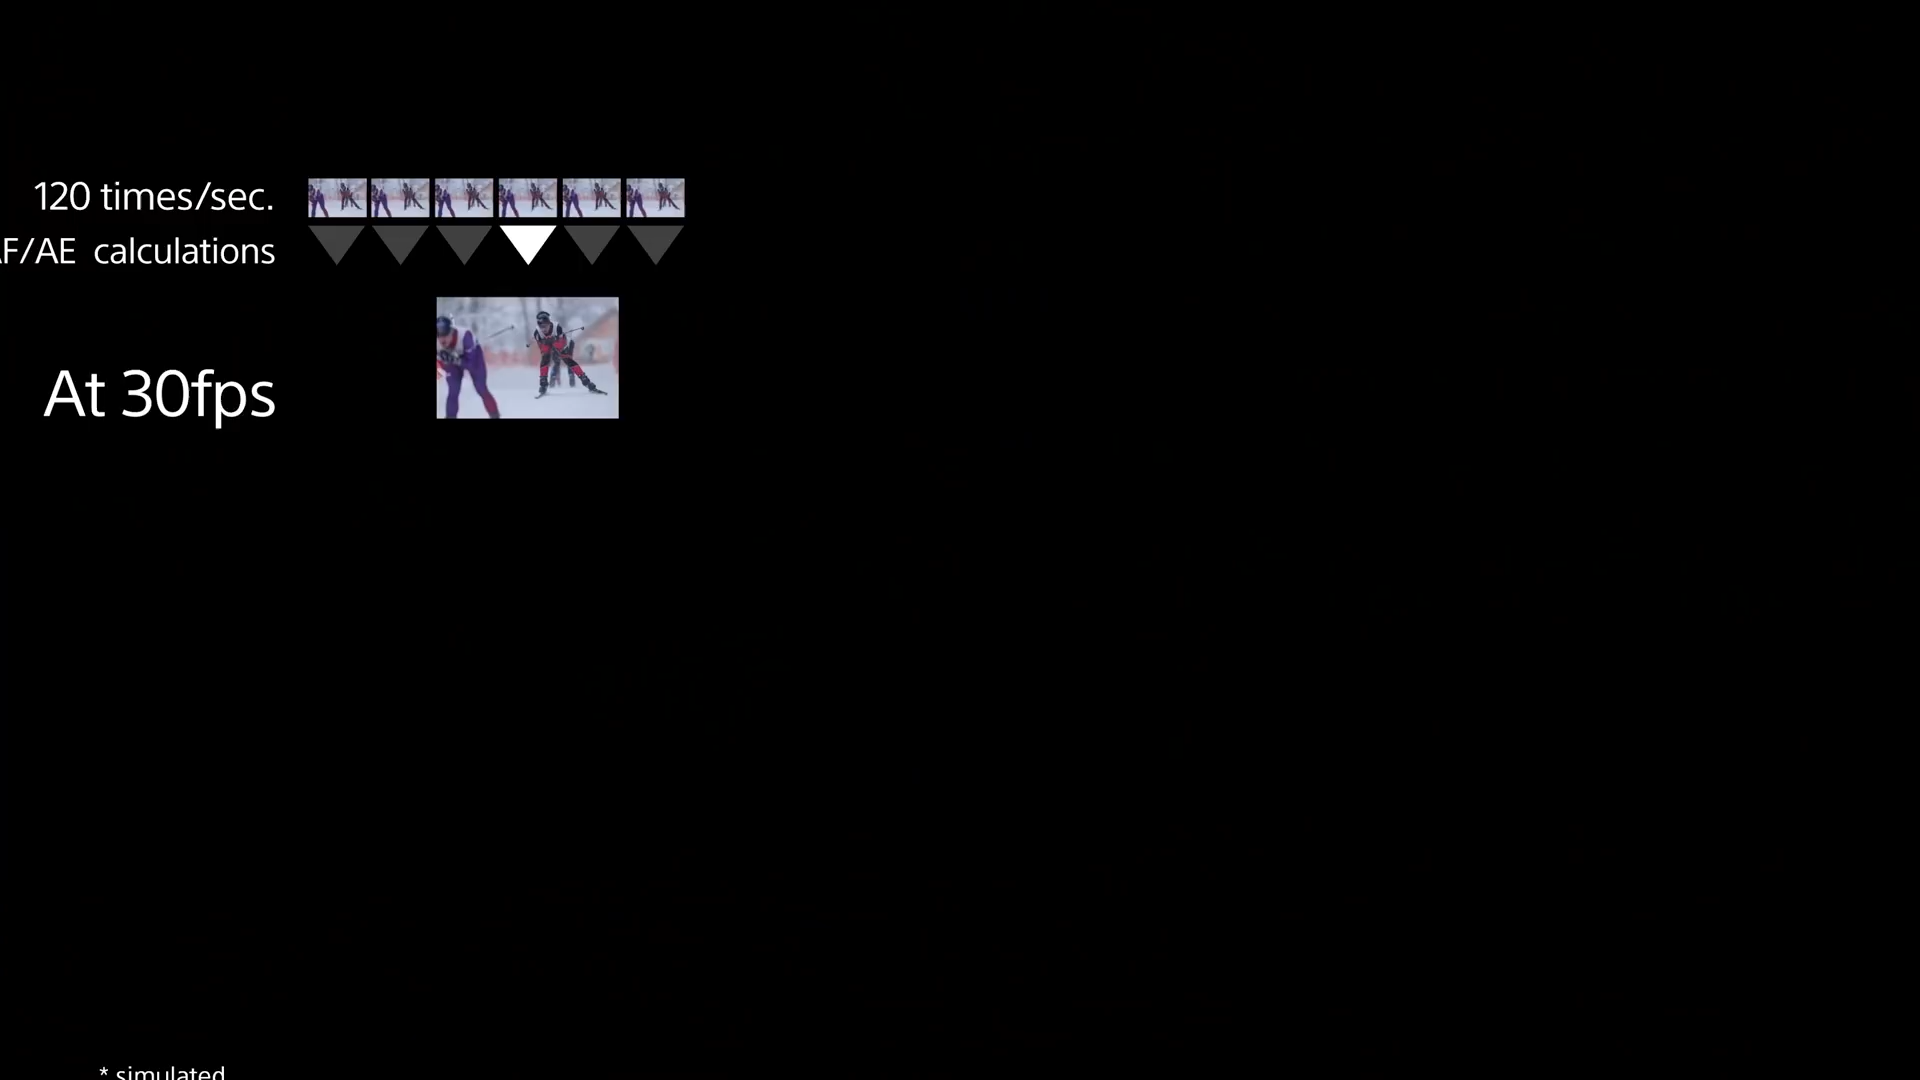 120 times/sec.
F/AE calculations
At 30fps
* simulated